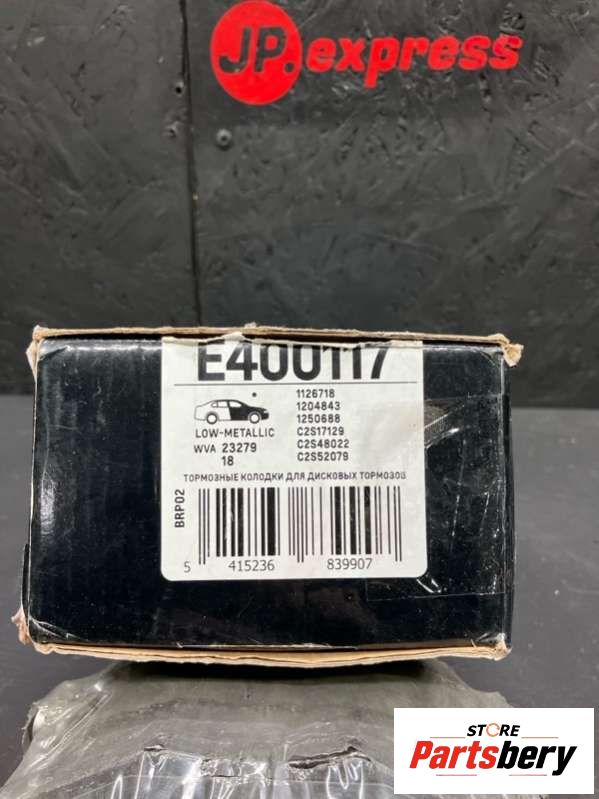 JP.express
E400117
1126718
1204843
1250688
C2S17129
C2S48022
C2S52079
LOW-METALLIC
WVA 23279
18
ТОРМОЗНЫЕ КОЛОДКИ ДЛЯ ДИСКОВЫХ ТОРМОЗОВ
BRP02
5 415236 839907
STORE
Partsbery